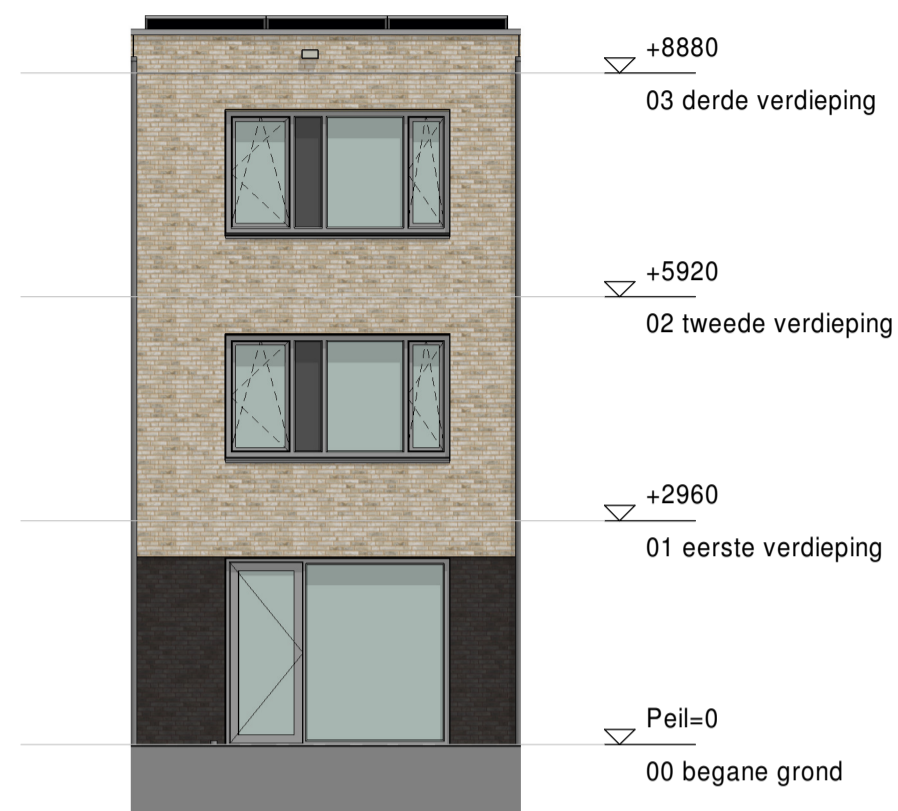 +8880
03 derde verdieping
+5920
02 tweede verdieping
+2960
01 eerste verdieping
Peil=0
00 begane grond